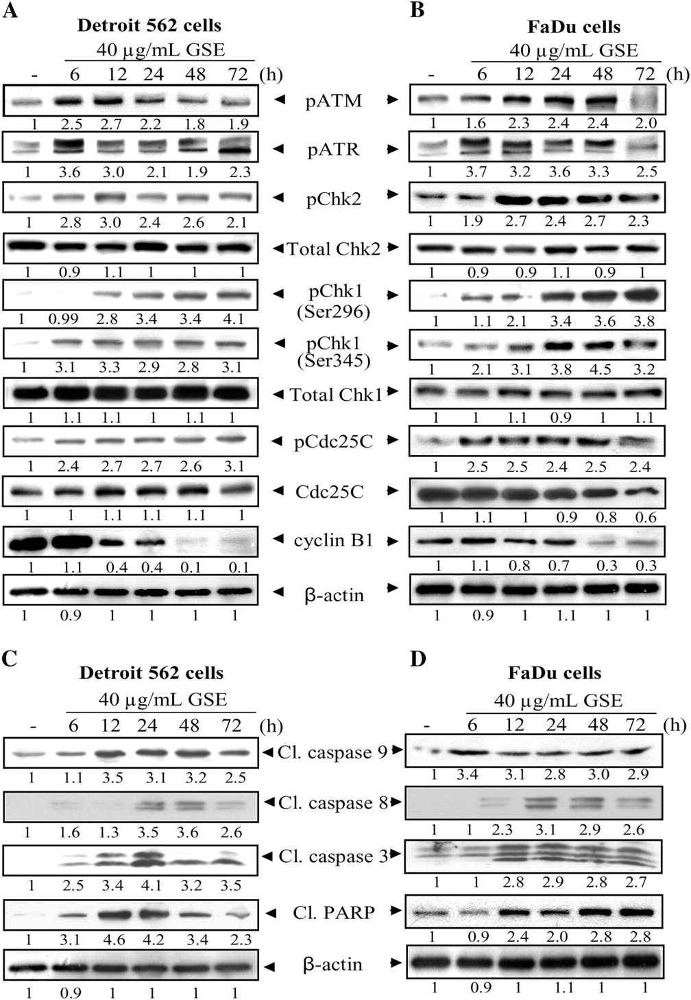 A
Detroit 562 cells
40 µg/mL GSE
- 6 12 24 48 72 (h)
B
FaDu cells
40 µg/mL GSE
- 6 12 24 48 72 (h)
pATM
1 2.5 2.7 2.2 1.8 1.9
1 1.6 2.3 2.4 2.4 2.0
pATR
1 3.6 3.0 2.1 1.9 2.3
1 3.7 3.2 3.6 3.3 2.5
pChk2
1 2.8 3.0 2.4 2.6 2.1
1 1.9 2.7 2.4 2.7 2.3
Total Chk2
1 0.9 1.1 1 1 1
1 0.9 0.9 1.1 0.9 1
pChk1
(Ser296)
1 0.99 2.8 3.4 3.4 4.1
1 1.1 2.1 3.4 3.6 3.8
pChk1
(Ser345)
1 3.1 3.3 2.9 2.8 3.1
1 2.1 3.1 3.8 4.5 3.2
Total Chk1
1 1.1 1.1 1 1.1 1
1 1 1.1 0.9 1 1.1
pCdc25C
1 2.4 2.7 2.7 2.6 3.1
1 2.5 2.5 2.4 2.5 2.4
Cdc25C
1 1 1.1 1.1 1.1 1
1 1.1 1 0.9 0.8 0.6
cyclin B1
1 1.1 0.4 0.4 0.1 0.1
1 1.1 0.8 0.7 0.3 0.3
β-actin
1 0.9 1 1 1 1
1 0.9 1 1.1 1 1
C
Detroit 562 cells
40 µg/mL GSE
- 6 12 24 48 72 (h)
D
FaDu cells
40 µg/mL GSE
- 6 12 24 48 72 (h)
Cl. caspase 9
1 1.1 3.5 3.1 3.2 2.5
1 3.4 3.1 2.8 3.0 2.9
Cl. caspase 8
1 1.6 1.3 3.5 3.6 2.6
1 1 2.3 3.1 2.9 2.6
Cl. caspase 3
1 2.5 3.4 4.1 3.2 3.5
1 1 2.8 2.9 2.8 2.7
Cl. PARP
1 3.1 4.6 4.2 3.4 2.3
1 0.9 2.4 2.0 2.8 2.8
β-actin
1 0.9 1 1 1 1
1 0.9 1 1.1 1 1